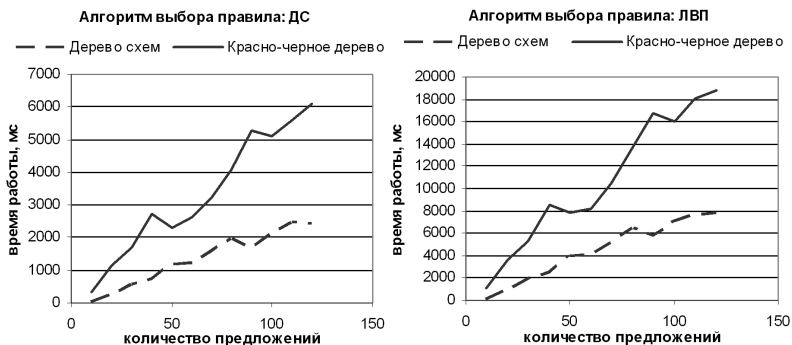 Алгоритм выбора правила: ДС
Дерево схем
Красно-черное дерево
7000
6000
5000
4000
3000
2000
1000
0
время работы, мс
0
50
100
150
количество предложений
Алгоритм выбора правила: ЛВП
Дерево схем
Красно-черное дерево
20000
18000
16000
14000
12000
10000
8000
6000
4000
2000
0
время работы, мс
0
50
100
150
количество предложений